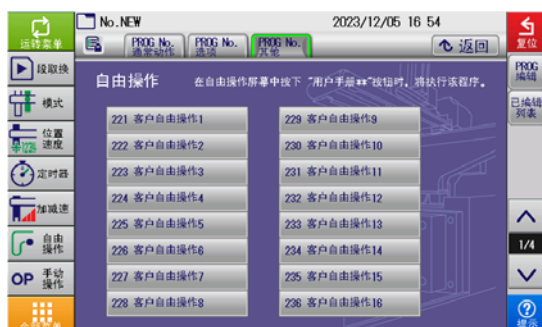 No.NEW 2023/12/05 16 54
运转菜单
PROG No.
通常动作
PROG No.
选项
PROG No.
其他
返回
复位
段取换
模式
位置
速度
定时器
加减速
自由
操作
OP 手动
操作
自由操作 在自由操作屏幕中按下 "用户手册**"按钮时，将执行该程序。
221 客户自由操作1
222 客户自由操作2
223 客户自由操作3
224 客户自由操作4
225 客户自由操作5
226 客户自由操作6
227 客户自由操作7
228 客户自由操作8
229 客户自由操作9
230 客户自由操作10
231 客户自由操作11
232 客户自由操作12
233 客户自由操作13
234 客户自由操作14
235 客户自由操作15
236 客户自由操作16
PROG
编辑
已编辑
列表
1/4
提示